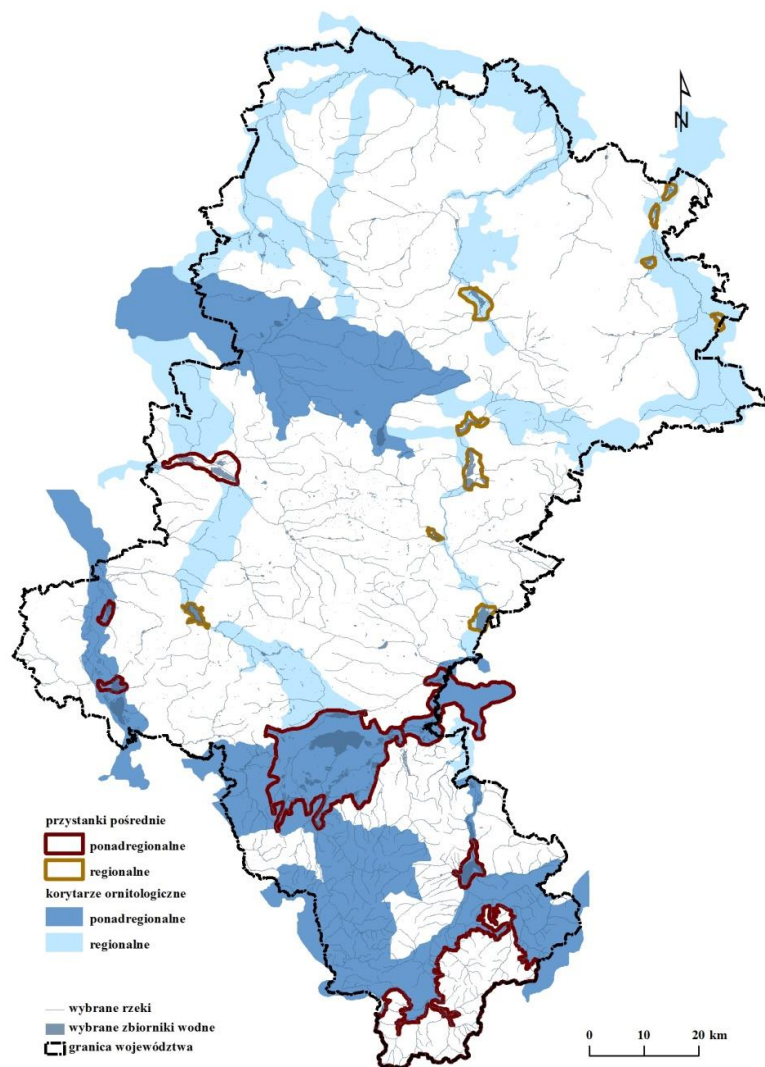 N
przystanki pośrednie
ponadregionalne
regionalne
korytarze ornitologiczne
ponadregionalne
regionalne
wybrane rzeki
wybrane zbiorniki wodne
granica województwa
0 10 20 km